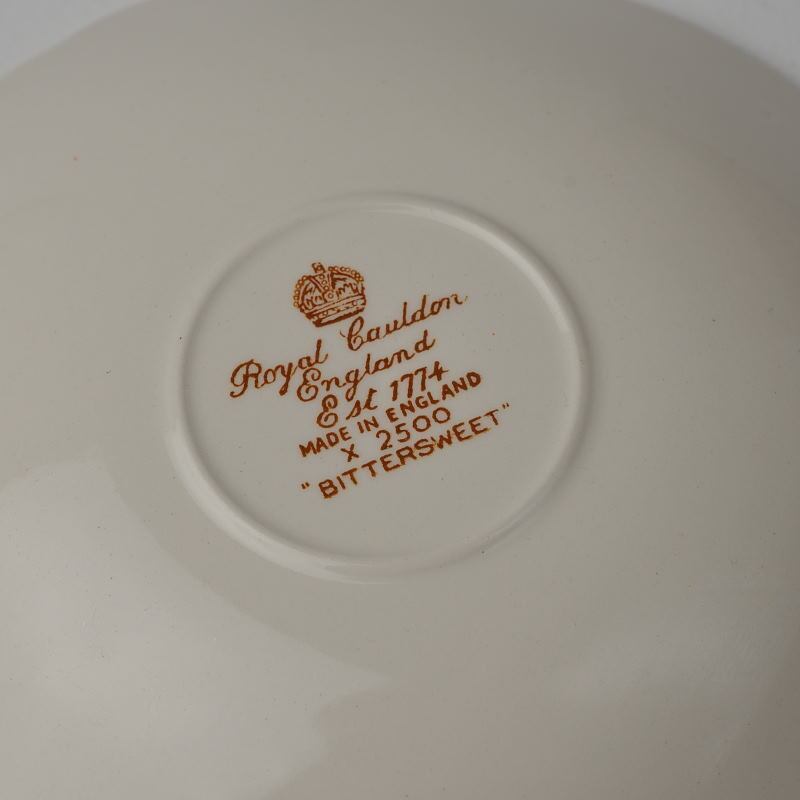 Royal Cauldon
England
Est 1774
MADE IN ENGLAND
X 2500
"BITTERSWEET"